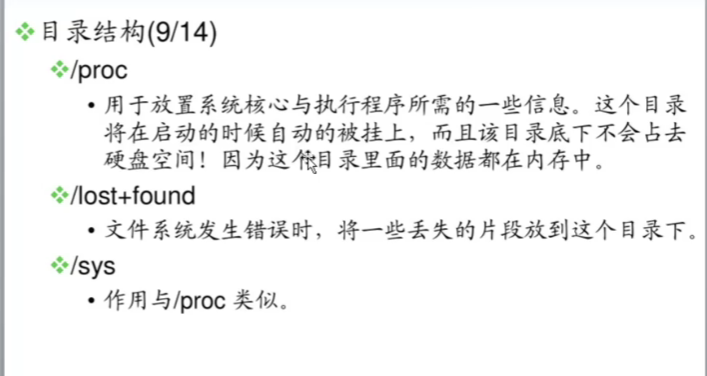 目录结构(9/14)
/proc
• 用于放置系统核心与执行程序所需的一些信息。这个目录
将在启动的时候自动的被挂上，而且该目录底下不会占去
硬盘空间！因为这个目录里面的数据都在内存中。
/lost+found
• 文件系统发生错误时，将一些丢失的片段放到这个目录下。
/sys
• 作用与/proc 类似。